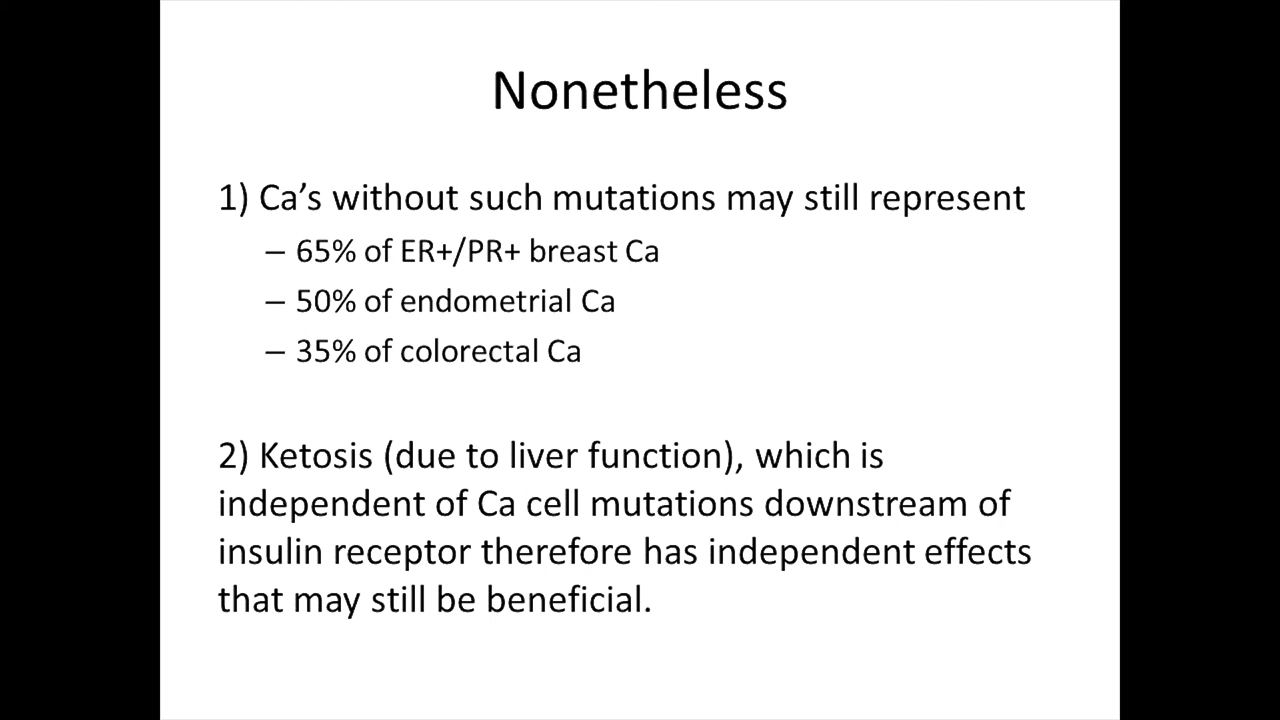 Nonetheless
1) Ca’s without such mutations may still represent
– 65% of ER+/PR+ breast Ca
– 50% of endometrial Ca
– 35% of colorectal Ca
2) Ketosis (due to liver function), which is
independent of Ca cell mutations downstream of
insulin receptor therefore has independent effects
that may still be beneficial.